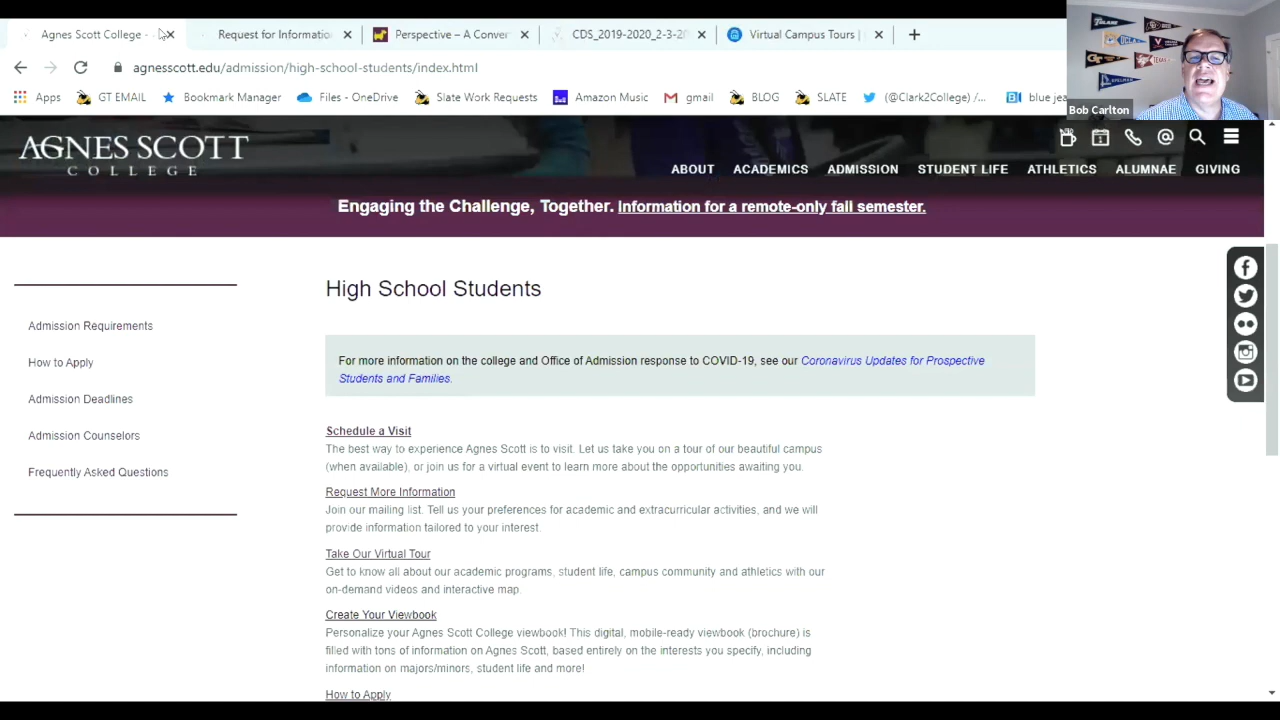 Agnes Scott College -
Request for Informatio
Perspective – A Conver
CDS_2019-2020_2-3-20
Virtual Campus Tours |
agnesscott.edu/admission/high-school-students/index.html
Apps
GT EMAIL
Bookmark Manager
Files - OneDrive
Slate Work Requests
Amazon Music
gmail
BLOG
SLATE
(@Clark2College) /...
blue jea
Bob Carlton
AGNES SCOTT
COLLEGE
ABOUT
ACADEMICS
ADMISSION
STUDENT LIFE
ATHLETICS
ALUMNAE
GIVING
Engaging the Challenge, Together. Information for a remote-only fall semester.
Admission Requirements
How to Apply
Admission Deadlines
Admission Counselors
Frequently Asked Questions
High School Students
For more information on the college and Office of Admission response to COVID-19, see our Coronavirus Updates for Prospective
Students and Families.
Schedule a Visit
The best way to experience Agnes Scott is to visit. Let us take you on a tour of our beautiful campus
(when available), or join us for a virtual event to learn more about the opportunities awaiting you.
Request More Information
Join our mailing list. Tell us your preferences for academic and extracurricular activities, and we will
provide information tailored to your interest.
Take Our Virtual Tour
Get to know all about our academic programs, student life, campus community and athletics with our
on-demand videos and interactive map.
Create Your Viewbook
Personalize your Agnes Scott College viewbook! This digital, mobile-ready viewbook (brochure) is
filled with tons of information on Agnes Scott, based entirely on the interests you specify, including
information on majors/minors, student life and more!
How to Apply